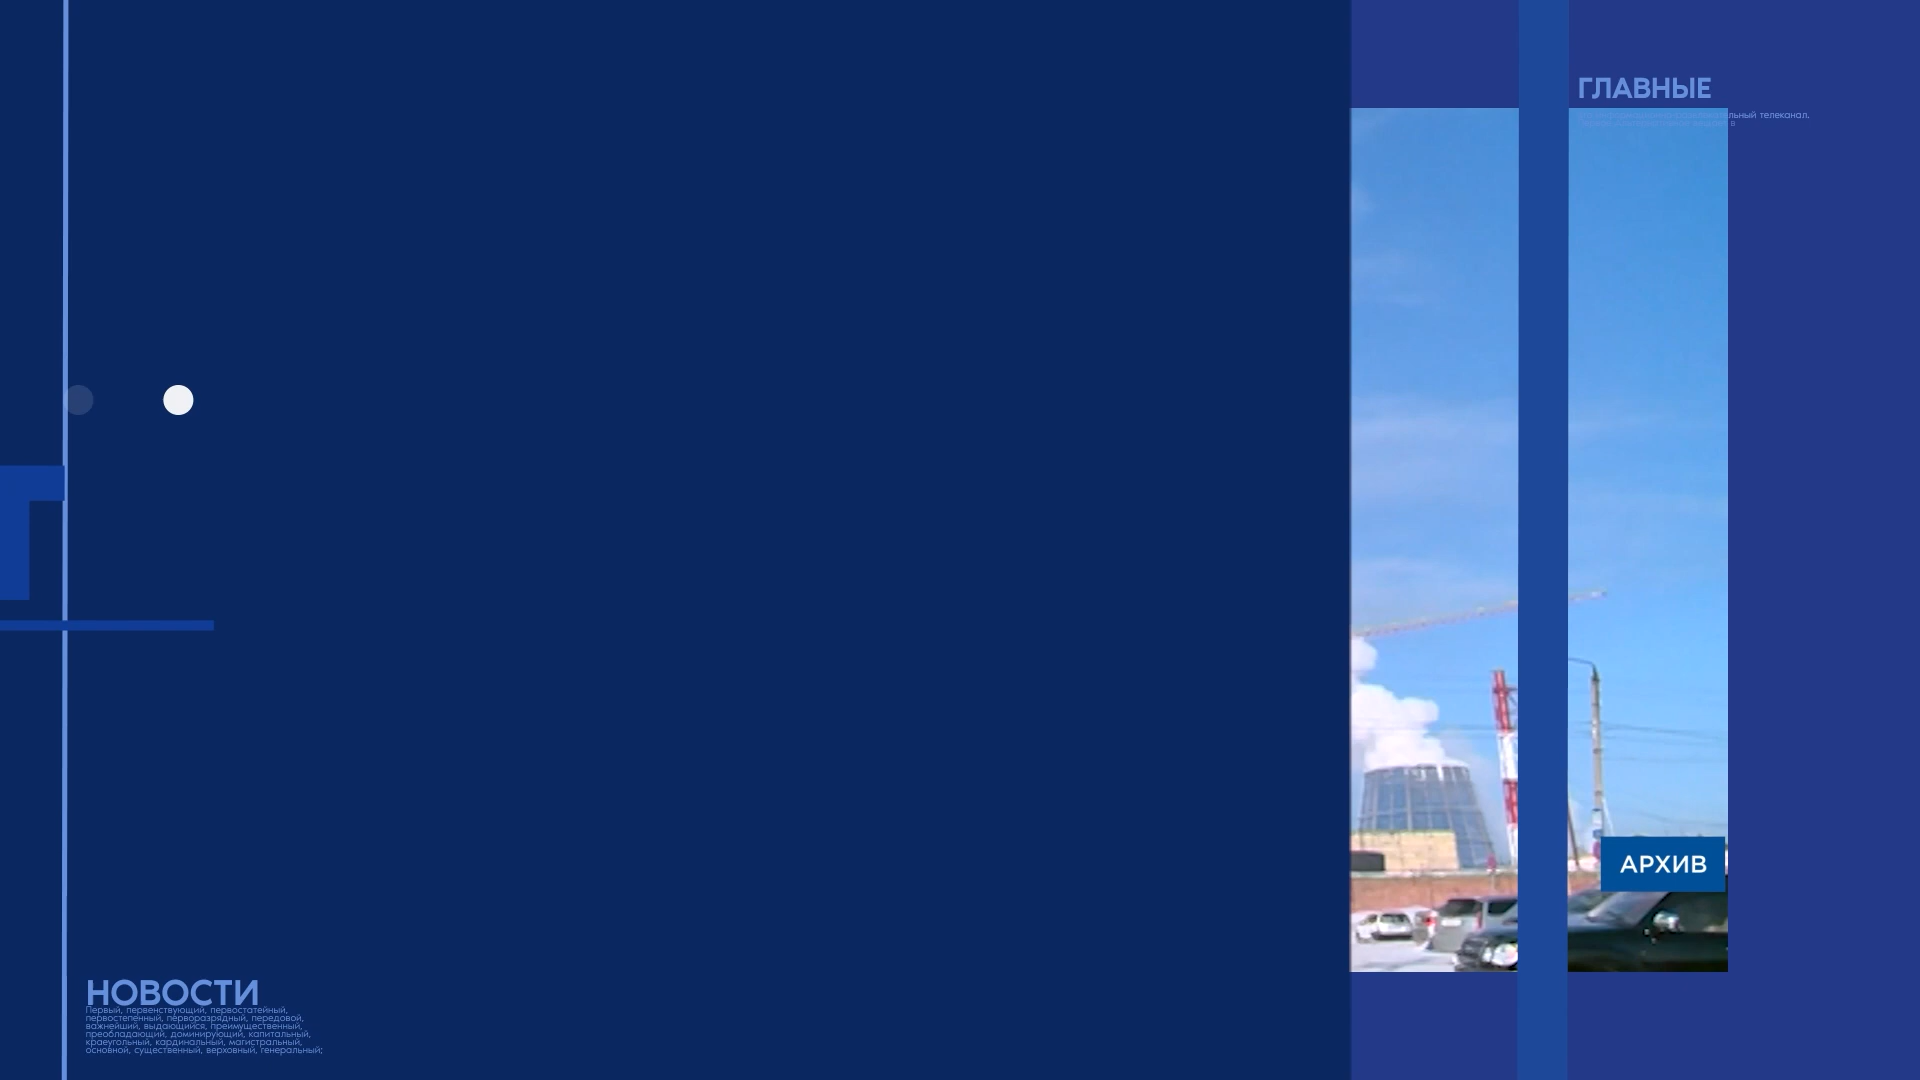 ГЛАВНЫЕ
телеканал,
в
АРХИВ
НОВОСТИ
Первый, первенствующий, первостатейный,
первостепенный, перворазрядный, передовой,
важнейший, выдающийся, преимущественный,
преобладающий, доминирующий, капитальный,
краеугольный, кардинальный, магистральный,
основной, существенный, верховный, генеральный;